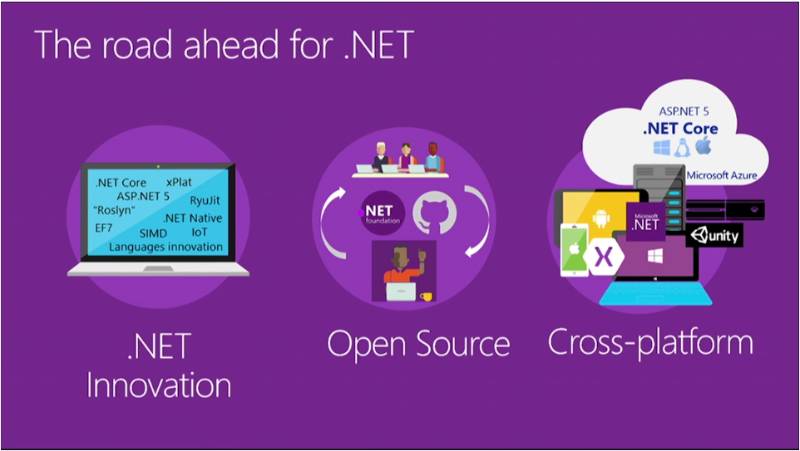 The road ahead for .NET
.NET Core xPlat
ASP.NET 5
RyuJit
"Roslyn"
.NET Native
EF7
SIMD
IoT
Languages innovation
.NET
Innovation
.NET
foundation
Open Source
ASP.NET 5
.NET Core
Microsoft Azure
Microsoft
.NET
unity
Cross-platform